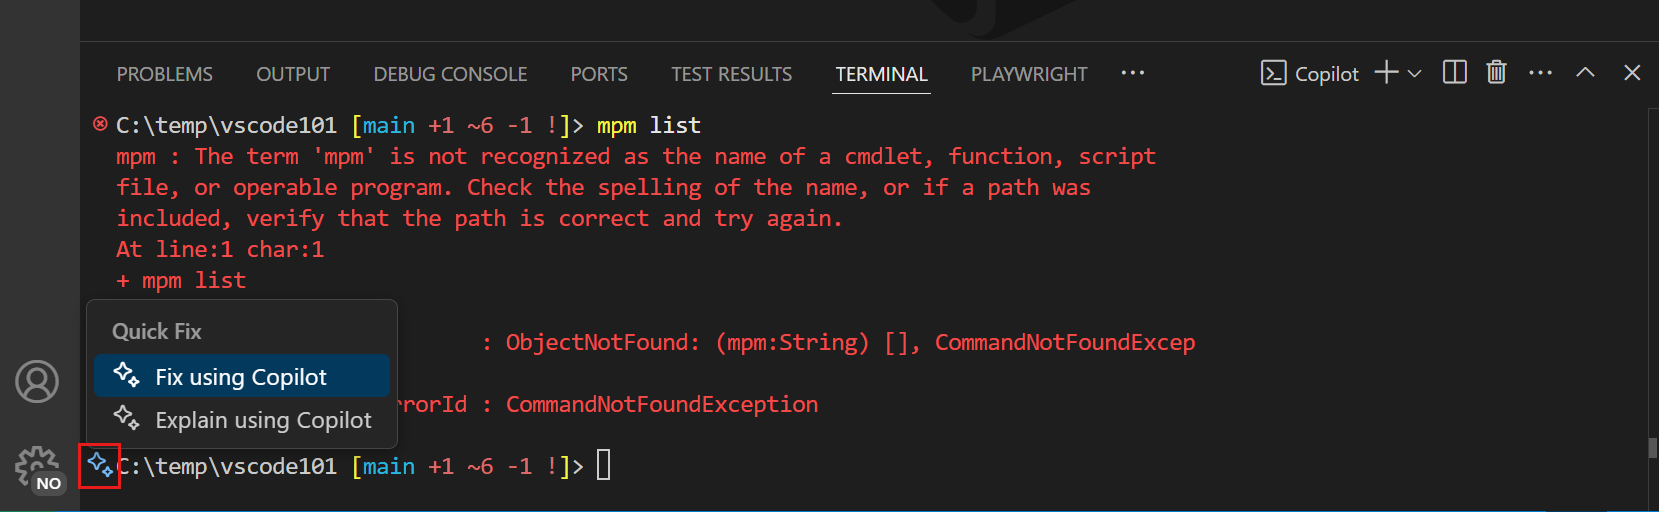 PROBLEMS OUTPUT DEBUG CONSOLE PORTS TEST RESULTS TERMINAL PLAYWRIGHT ··· Copilot
C:\temp\vscode101 [main +1 ~6 -1 !]> mpm list
mpm : The term 'mpm' is not recognized as the name of a cmdlet, function, script
file, or operable program. Check the spelling of the name, or if a path was
included, verify that the path is correct and try again.
At line:1 char:1
+ mpm list
Quick Fix
: ObjectNotFound: (mpm:String) [], CommandNotFoundExcep
Fix using Copilot
rrorId : CommandNotFoundException
Explain using Copilot
C:\temp\vscode101 [main +1 ~6 -1 !]>
NO